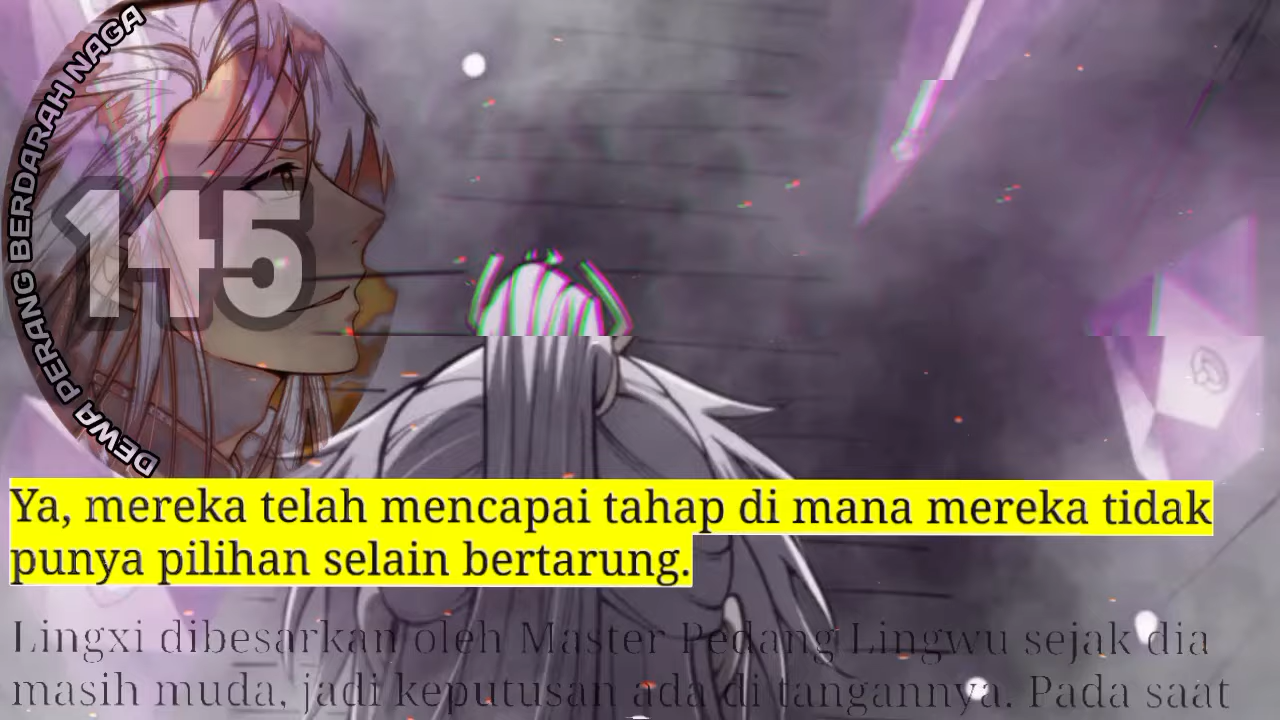 DEWA PERANG BERDARAH NAGA
145
Ya, mereka telah mencapai tahap di mana mereka tidak
punya pilihan selain bertarung.
Lingxi dibesarkan oleh Master Pedang Lingwu sejak dia
masih muda, jadi keputusan ada di tangannya. Pada saat